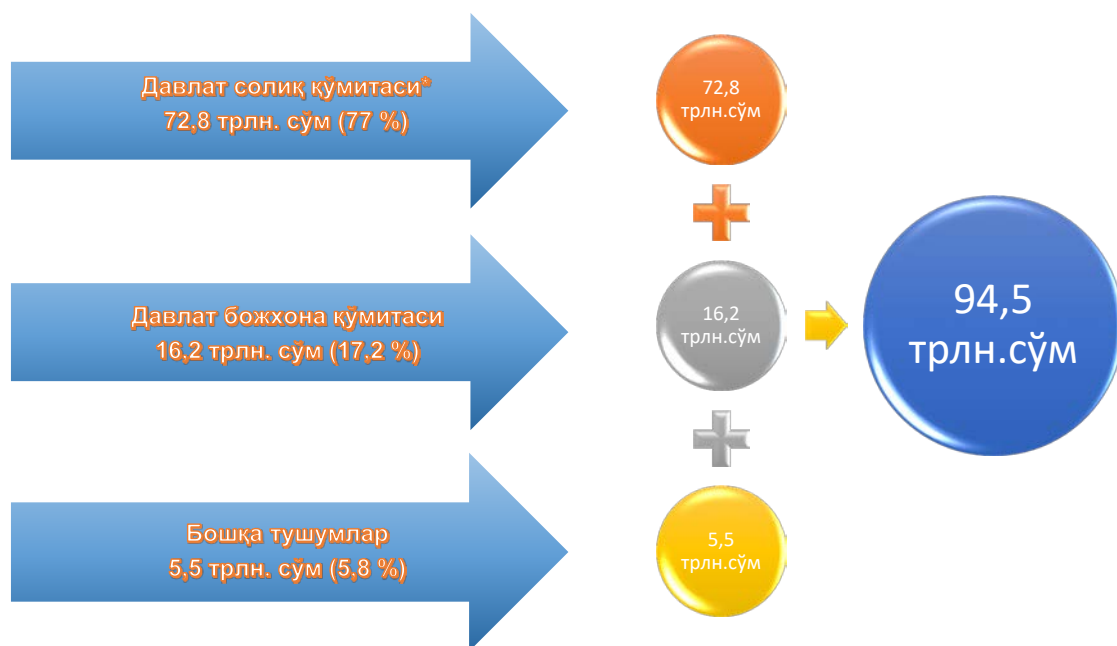 Давлат солиқ қўмитаси*
72,8 трлн. сўм (77 %)
72,8
трлн.сўм
Давлат божхона қўмитаси
16,2 трлн. сўм (17,2 %)
16,2
трлн.сўм
94,5
трлн.сўм
Бошқа тушумлар
5,5 трлн. сўм (5,8 %)
5,5
трлн.сўм